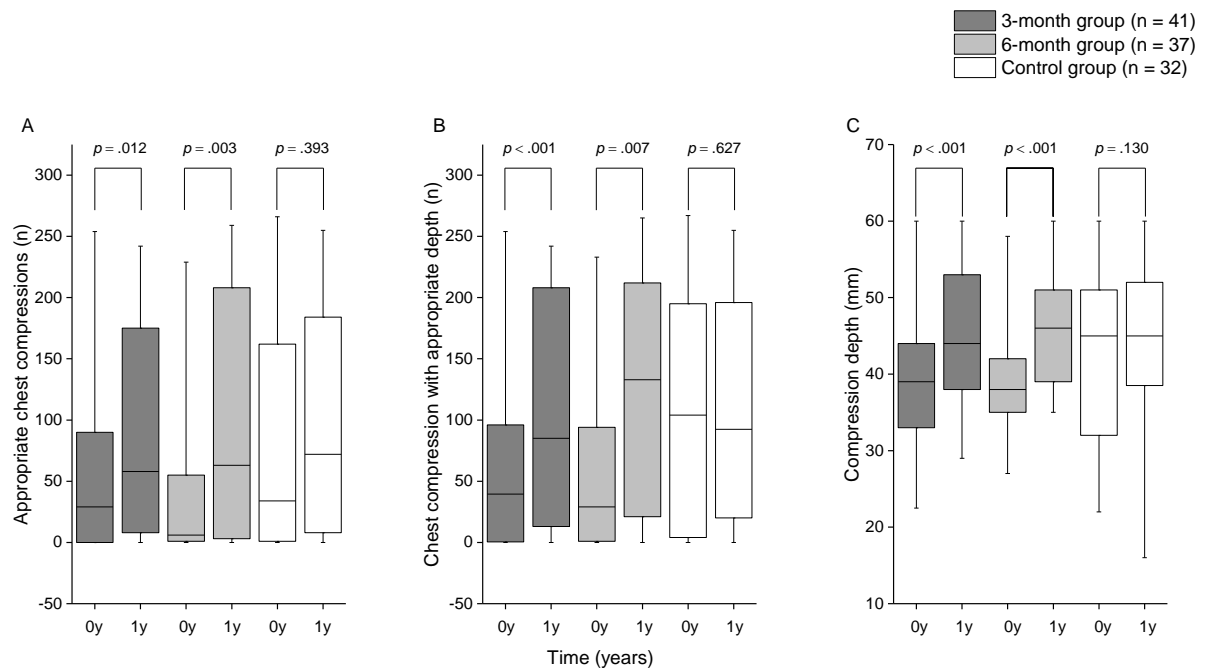 3-month group (n = 41)
6-month group (n = 37)
Control group (n = 32)
A
p = .012
p = .003
p = .393
300
250
200
150
100
50
0
-50
Appropriate chest compressions (n)
0y
1y
0y
1y
0y
1y
B
p < .001
p = .007
p = .627
300
250
200
150
100
50
0
-50
Chest compression with appropriate depth (n)
0y
1y
0y
1y
0y
1y
Time (years)
C
p < .001
p < .001
p = .130
70
60
50
40
30
20
10
Compression depth (mm)
0y
1y
0y
1y
0y
1y